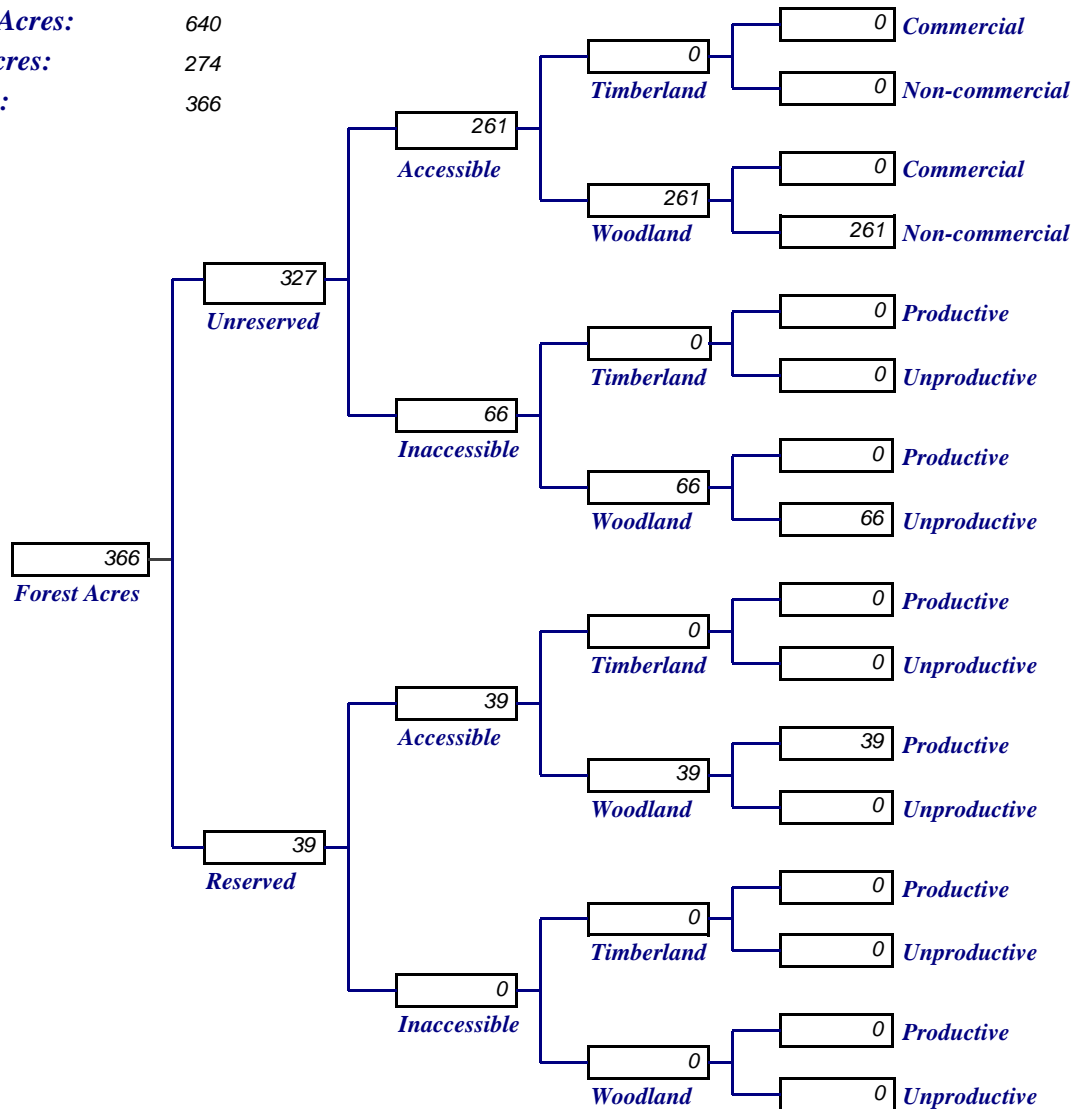 Acres: 640
cres: 274
: 366
0 Commercial
0
Timberland
0 Non-commercial
261
Accessible
0 Commercial
261
Woodland
261 Non-commercial
327
Unreserved
0 Productive
0
Timberland
0 Unproductive
66
Inaccessible
0 Productive
66
Woodland
66 Unproductive
366
Forest Acres
0 Productive
0
Timberland
0 Unproductive
39
Accessible
39 Productive
39
Woodland
0 Unproductive
39
Reserved
0 Productive
0
Timberland
0 Unproductive
0
Inaccessible
0 Productive
0
Woodland
0 Unproductive